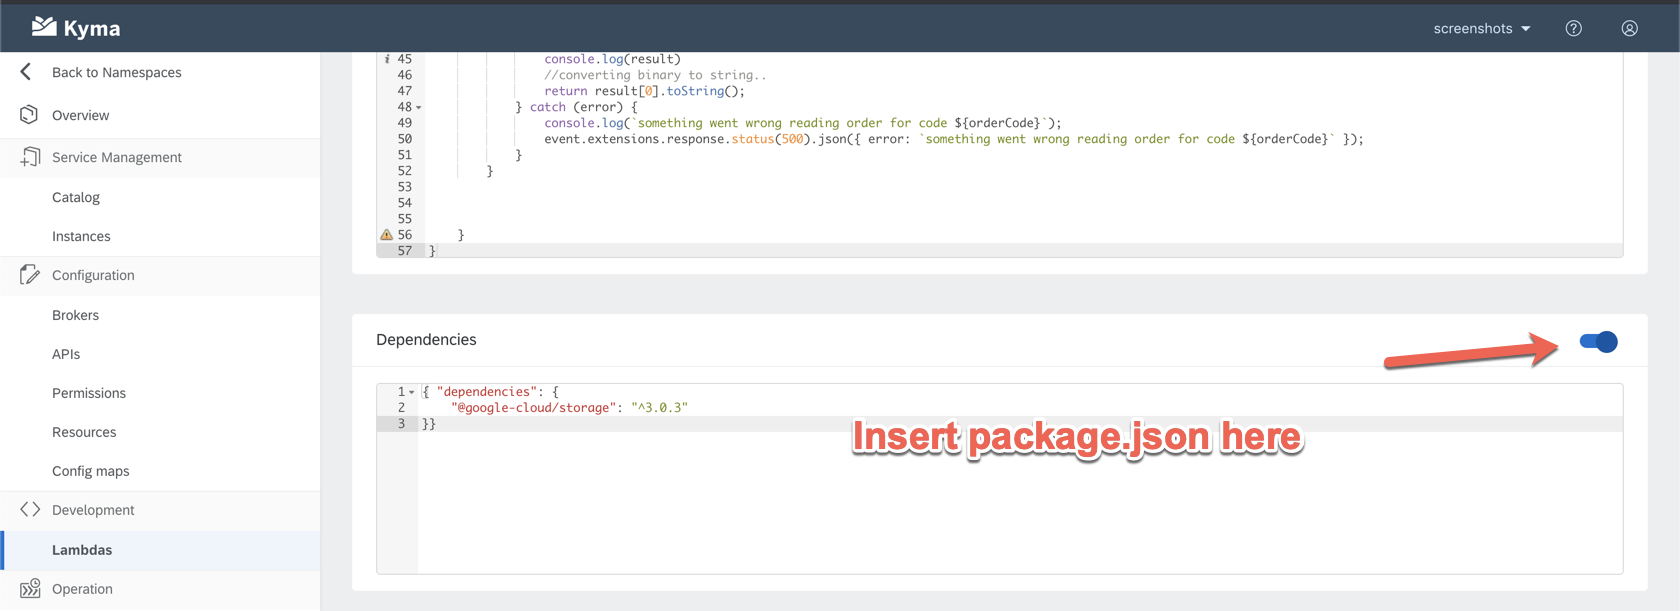 Kyma
screenshots
Back to Namespaces
Overview
Service Management
Catalog
Instances
Configuration
Brokers
APIs
Permissions
Resources
Config maps
Development
Lambdas
Operation
45 console.log(result)
46 //converting binary to string..
47 return result[0].toString();
48 } catch (error) {
49 console.log(`something went wrong reading order for code ${orderCode}`);
50 event.extensions.response.status(500).json({ error: `something went wrong reading order for code ${orderCode}` });
51 }
52 }
53
54
55
56 }
57 }
Dependencies
1 { "dependencies": {
2 "@google-cloud/storage": "^3.0.3"
3 }}
Insert package.json here